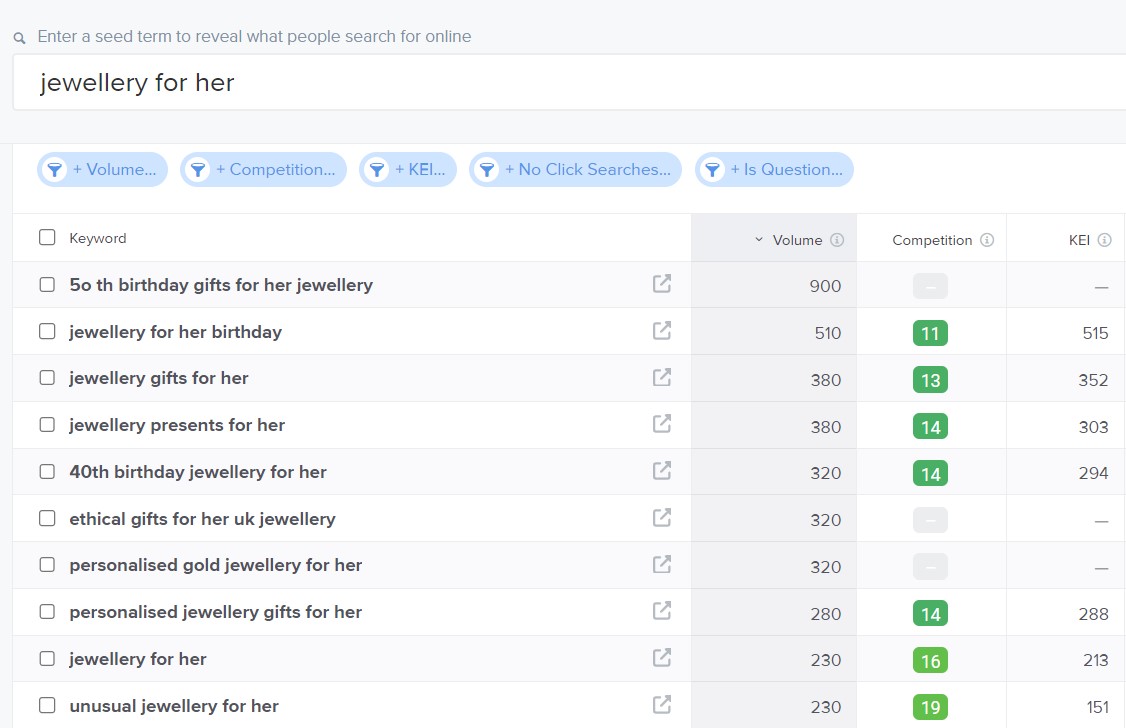 Enter a seed term to reveal what people search for online
jewellery for her
+ Volume... + Competition... + KEI... + No Click Searches... + Is Question...
Keyword Volume Competition KEI
5o th birthday gifts for her jewellery 900 – —
jewellery for her birthday 510 11 515
jewellery gifts for her 380 13 352
jewellery presents for her 380 14 303
40th birthday jewellery for her 320 14 294
ethical gifts for her uk jewellery 320 – —
personalised gold jewellery for her 320 – —
personalised jewellery gifts for her 280 14 288
jewellery for her 230 16 213
unusual jewellery for her 230 19 151